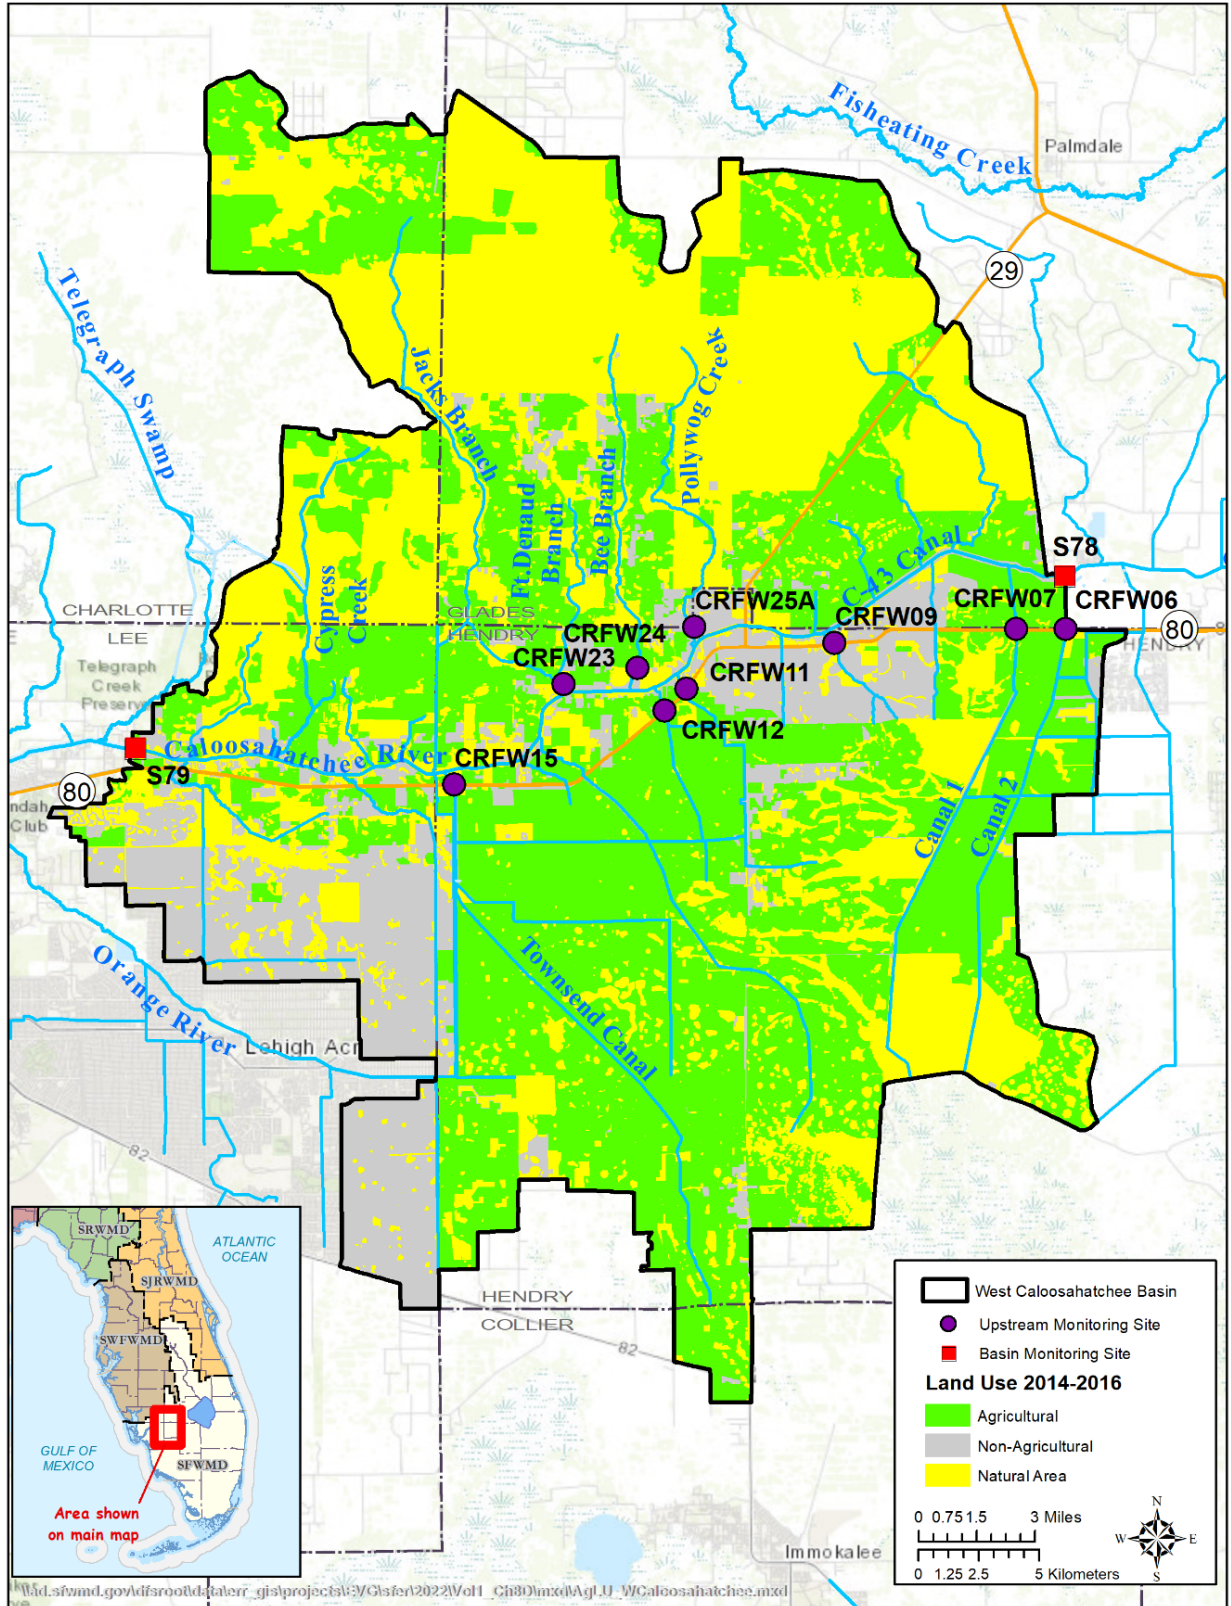 Fisheating Creek
Palmdale
29
Telegraph Swamp
Jacks Branch
Pollywog Creek
Ft.Denaud
Branch
Bee Branch
Cypress
Creek
C-43 Canal
S78
CHARLOTTE
LEE
GLADES
HENDRY
CRFW25A
CRFW09
CRFW07
CRFW06
80
HENDRY
CRFW24
CRFW23
CRFW11
CRFW12
Telegraph
Creek
Preserve
Caloosahatchee River
CRFW15
S79
80
Club
Canal 1
Canal 2
Orange River
Townsend Canal
Lehigh Acr
82
HENDRY
COLLIER
82
Immokalee
SRWMD
SJRWMD
SWFWMD
SFWMD
ATLANTIC
OCEAN
GULF OF
MEXICO
Area shown
on main map
West Caloosahatchee Basin
Upstream Monitoring Site
Basin Monitoring Site
Land Use 2014-2016
Agricultural
Non-Agricultural
Natural Area
0 0.75 1.5 3 Miles
0 1.25 2.5 5 Kilometers
N
W E
S